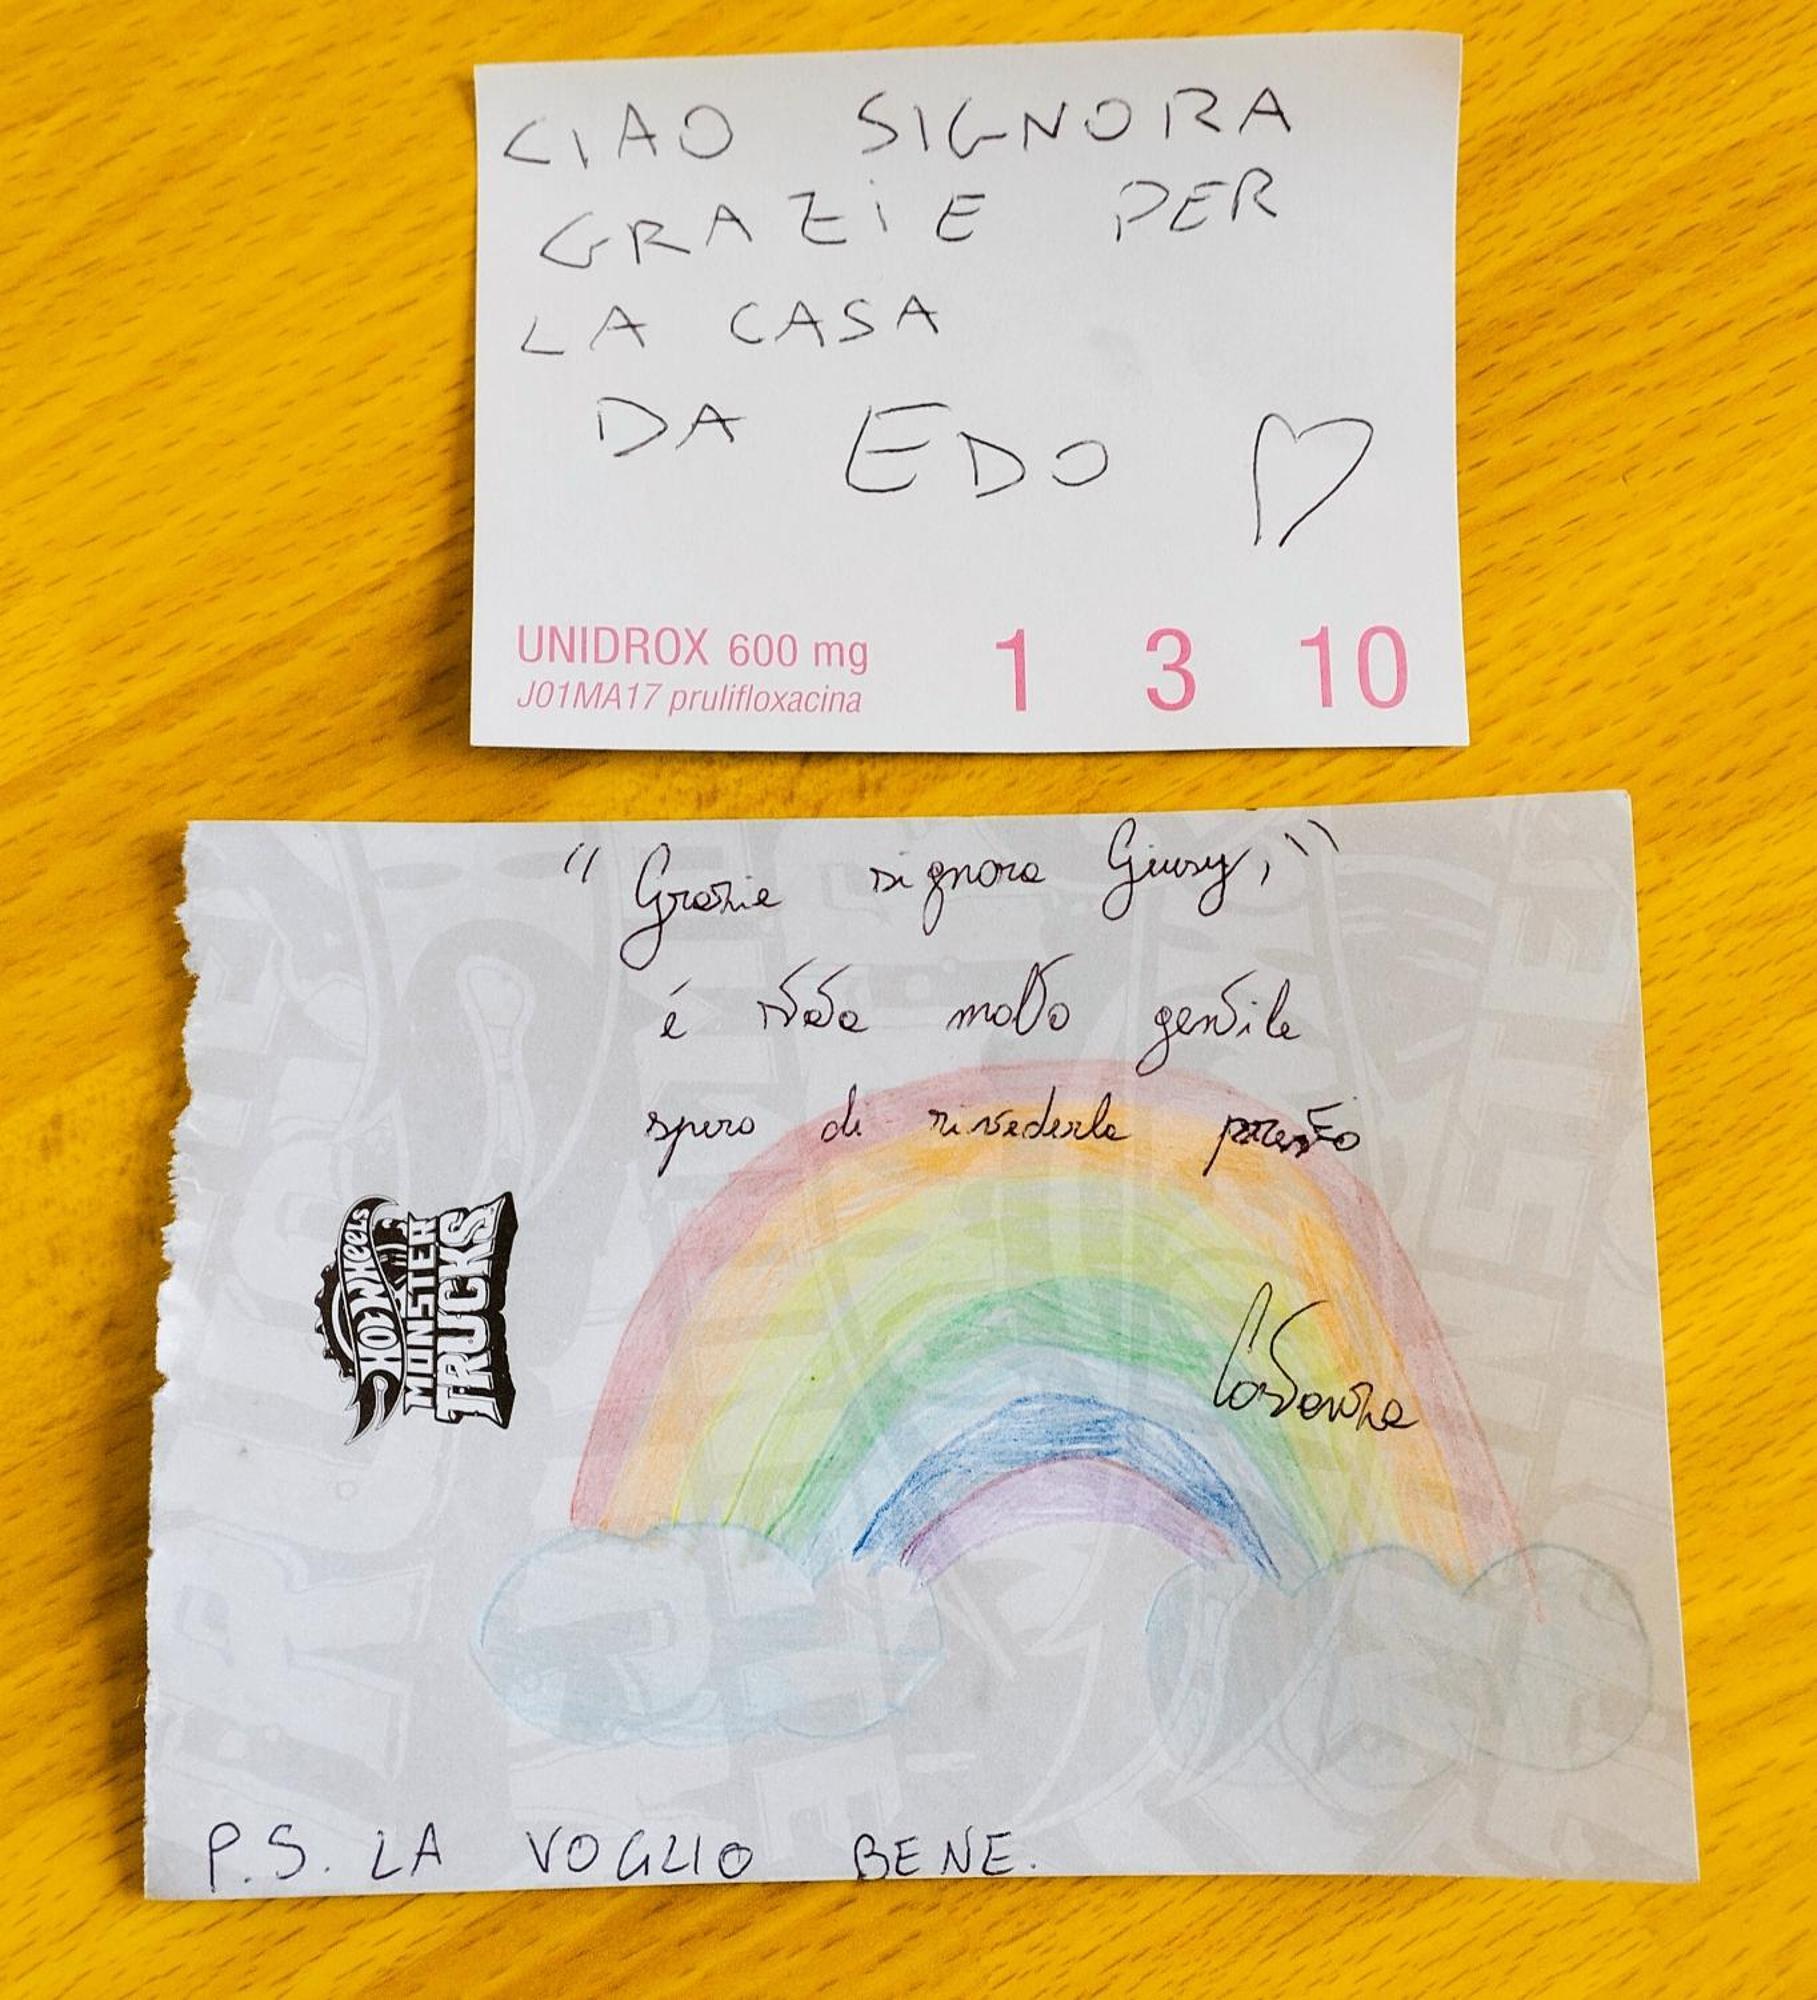 CIAO SIGNORA
GRAZiE PER
LA CASA
DA EDO
UNIDROX 600 mg 1 3 10
J01MA17 prulifloxacina
"Grazie signora Giusy,"
é stata molto gentile
spero di rivederla presto
HOT WHEELS
MONSTER
TRUCKS
Costanza
P.S. LA VOGLIO BENE.